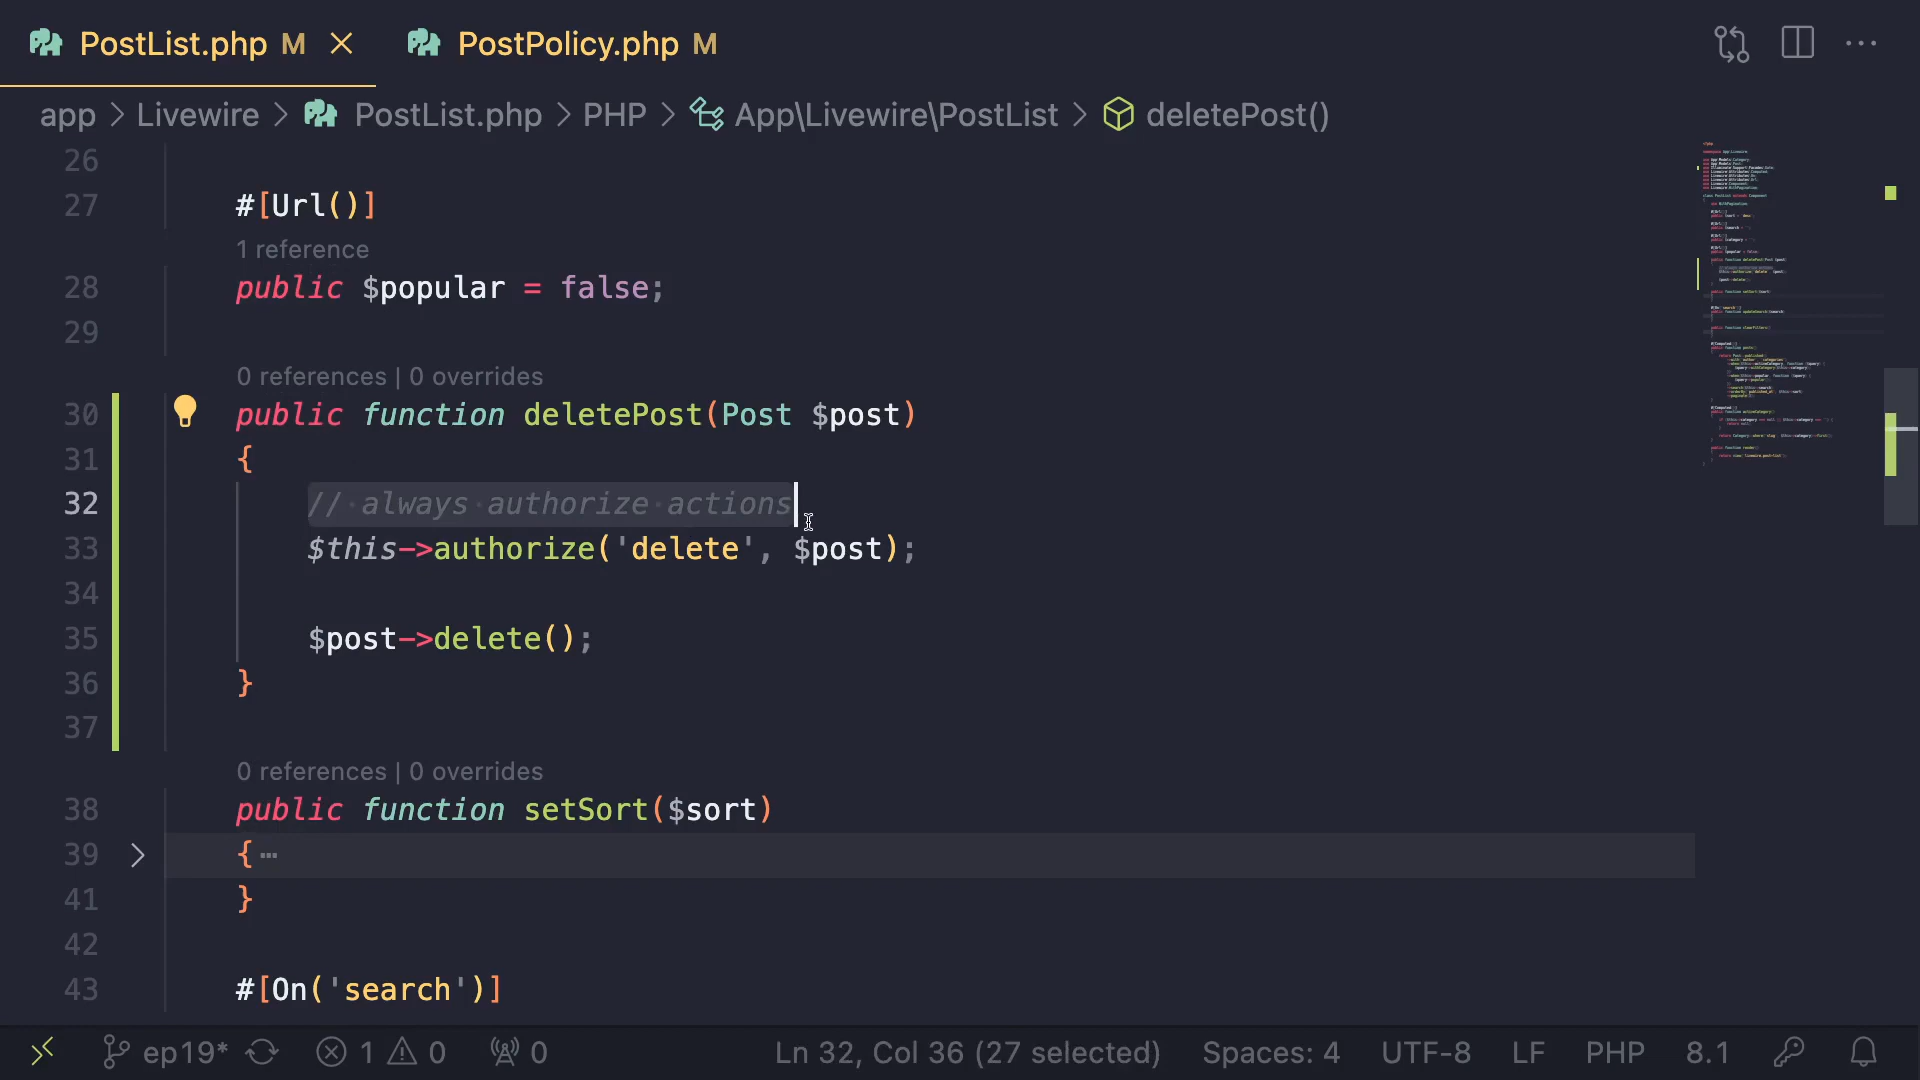 PostList.php M
PostPolicy.php M
app > Livewire > PostList.php > PHP > App\Livewire\PostList > deletePost()
26
27 #[Url()]
1 reference
28 public $popular = false;
29
0 references | 0 overrides
30 public function deletePost(Post $post)
31 {
32 // always authorize actions
33 $this->authorize('delete', $post);
34
35 $post->delete();
36 }
37
0 references | 0 overrides
38 public function setSort($sort)
39 { ⋯
41 }
42
43 #[On('search')]
ep19* 1 0 0 Ln 32, Col 36 (27 selected) Spaces: 4 UTF-8 LF PHP 8.1